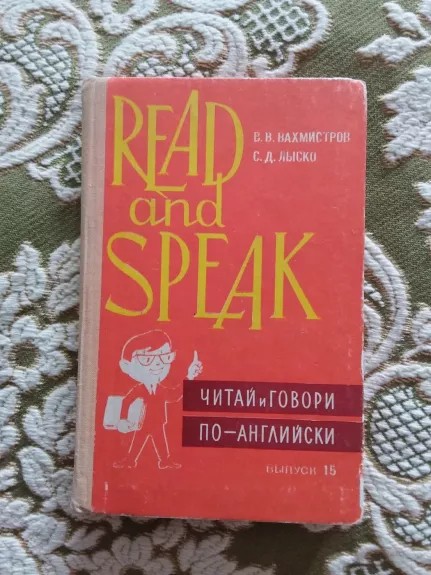 READ
and
SPEAK
В. В. ВАХМИСТРОВ
С. Д. ЛЫСКО
ЧИТАЙ и ГОВОРИ
ПО-АНГЛИЙСКИ
ВЫПУСК 15